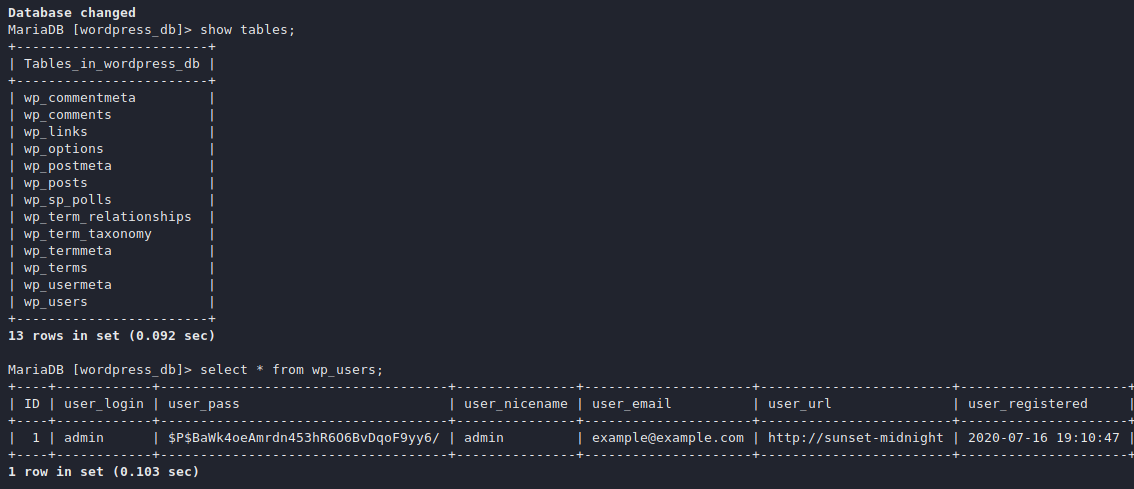 Database changed
MariaDB [wordpress_db]> show tables;
+------------------------+
| Tables_in_wordpress_db |
+------------------------+
| wp_commentmeta         |
| wp_comments            |
| wp_links               |
| wp_options             |
| wp_postmeta            |
| wp_posts               |
| wp_sp_polls            |
| wp_term_relationships  |
| wp_term_taxonomy       |
| wp_termmeta            |
| wp_terms               |
| wp_usermeta            |
| wp_users               |
+------------------------+
13 rows in set (0.092 sec)

MariaDB [wordpress_db]> select * from wp_users;
+----+------------+------------------------------------+---------------+---------------------+------------------------+---------------------+
| ID | user_login | user_pass                          | user_nicename | user_email          | user_url               | user_registered     |
+----+------------+------------------------------------+---------------+---------------------+------------------------+---------------------+
|  1 | admin      | $P$BaWk4oeAmrdn453hR6O6BvDqoF9yy6/ | admin         | example@example.com | http://sunset-midnight | 2020-07-16 19:10:47 |
+----+------------+------------------------------------+---------------+---------------------+------------------------+---------------------+
1 row in set (0.103 sec)